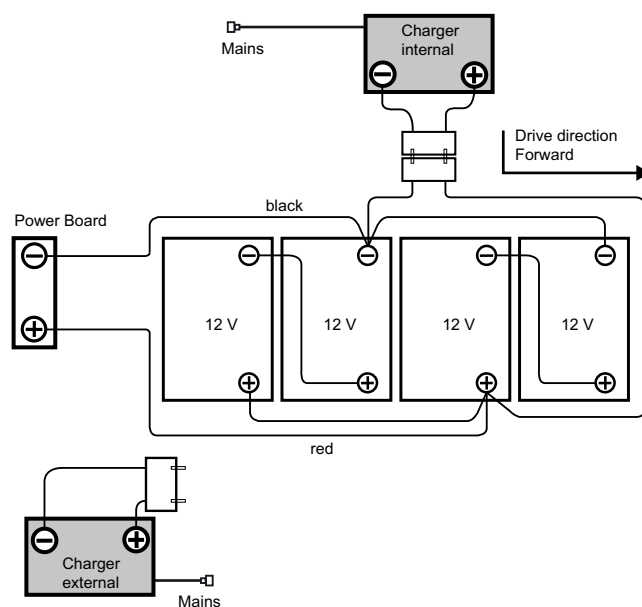 Charger
internal
Mains
Drive direction
Forward
black
Power Board
12 V
12 V
12 V
12 V
red
Charger
external
Mains